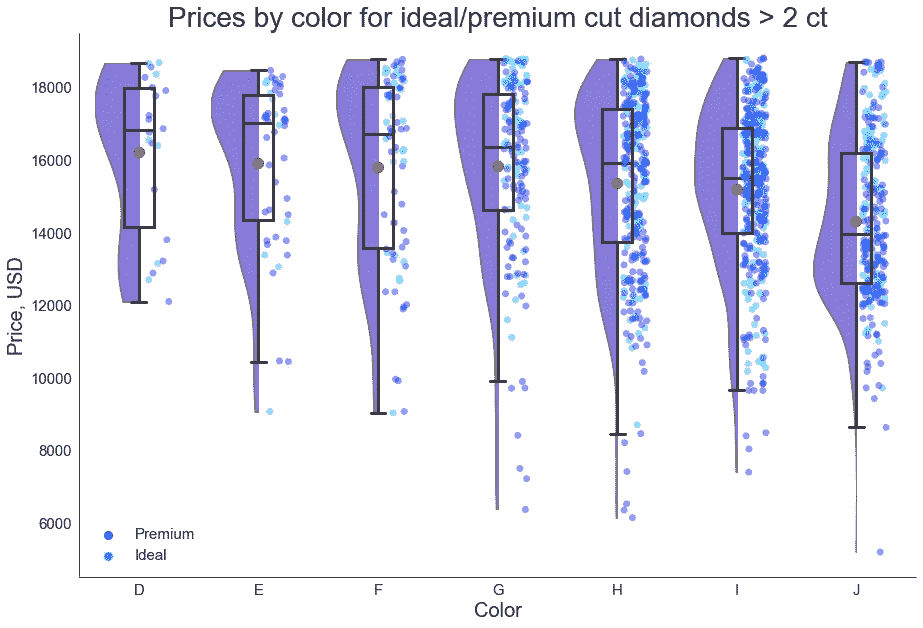 Prices by color for ideal/premium cut diamonds > 2 ct
Price, USD
18000
16000
14000
12000
10000
8000
6000
Premium
Ideal
D E F G H I J
Color